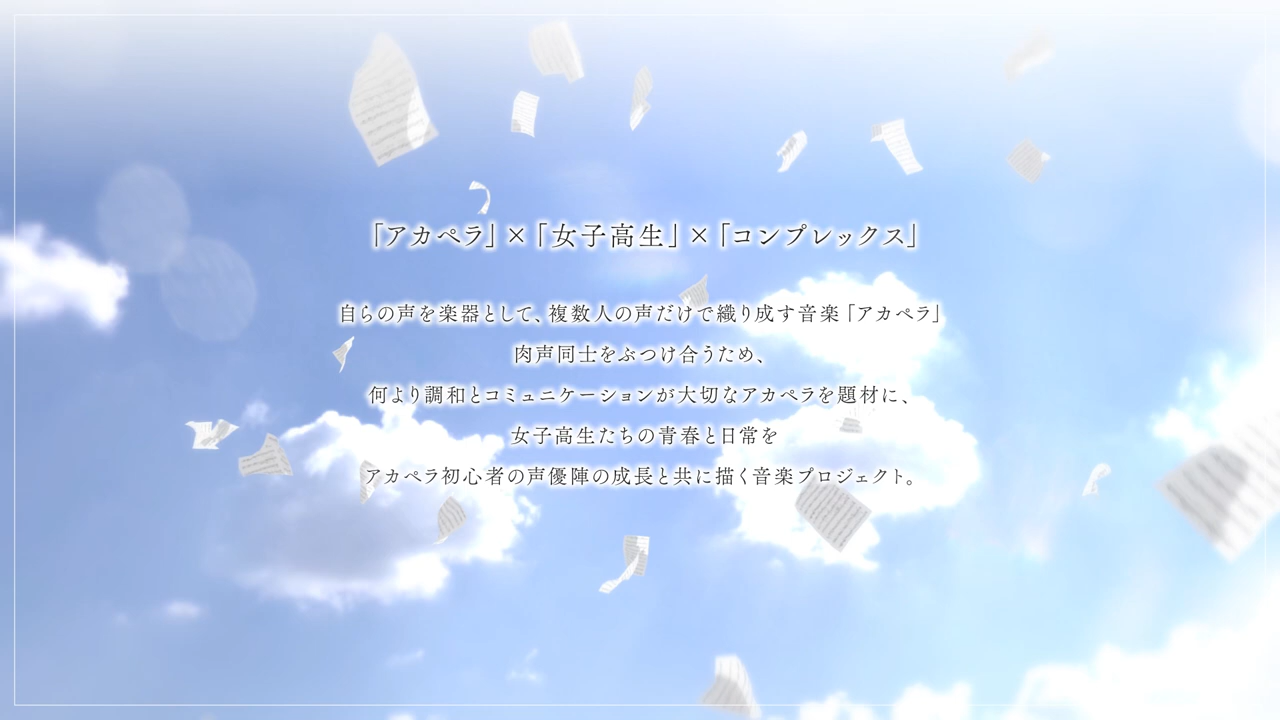 「アカペラ」×「女子高生」×「コンプレックス」
自らの声を楽器として、複数人の声だけで織り成す音楽「アカペラ」
肉声同士をぶつけ合うため、
何より調和とコミュニケーションが大切なアカペラを題材に、
女子高生たちの青春と日常を
アカペラ初心者の声優陣の成長と共に描く音楽プロジェクト。